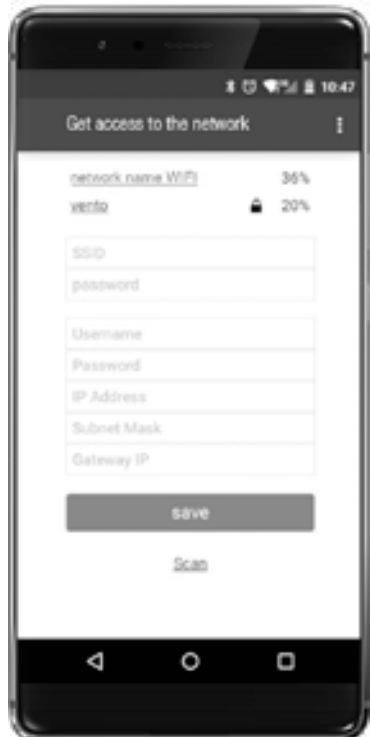 10:47
Get access to the network
network name WIFI 36%
vento 20%
SSID
password
Username
Password
IP Address
Subnet Mask
Gateway IP
save
Scan